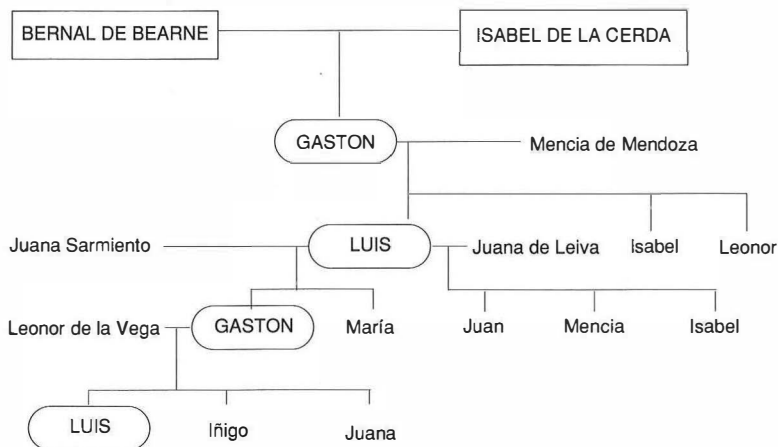 BERNAL DE BEARNE
ISABEL DE LA CERDA
GASTON
Mencia de Mendoza
Juana Sarmiento
LUIS
Juana de Leiva
Isabel
Leonor
Leonor de la Vega
GASTON
María
Juan
Mencia
Isabel
LUIS
Iñigo
Juana